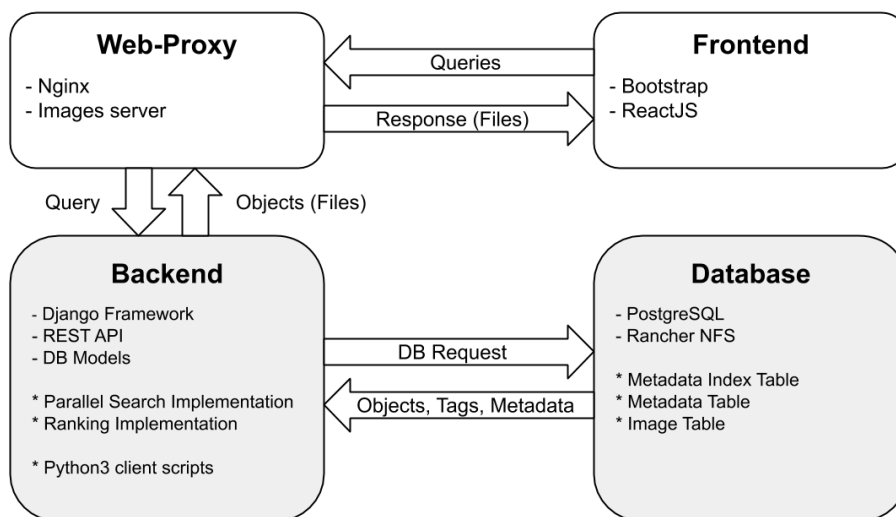 Web-Proxy
- Nginx
- Images server
Queries
Response (Files)
Frontend
- Bootstrap
- ReactJS
Query
Objects (Files)
Backend
- Django Framework
- REST API
- DB Models
* Parallel Search Implementation
* Ranking Implementation
* Python3 client scripts
DB Request
Objects, Tags, Metadata
Database
- PostgreSQL
- Rancher NFS
* Metadata Index Table
* Metadata Table
* Image Table